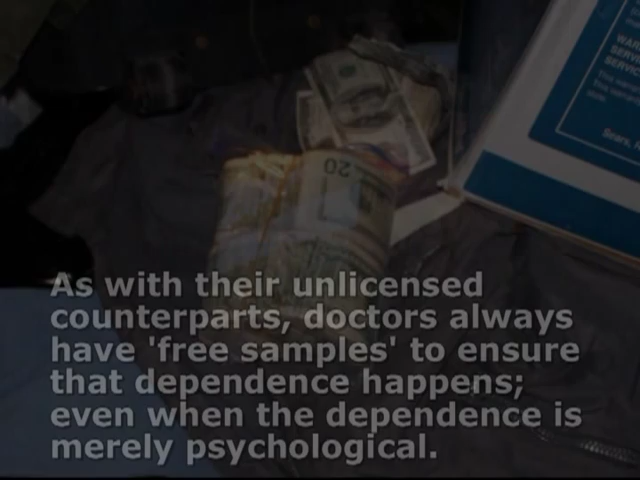 20
As with their unlicensed
counterparts, doctors always
have 'free samples' to ensure
that dependence happens;
even when the dependence is
merely psychological.